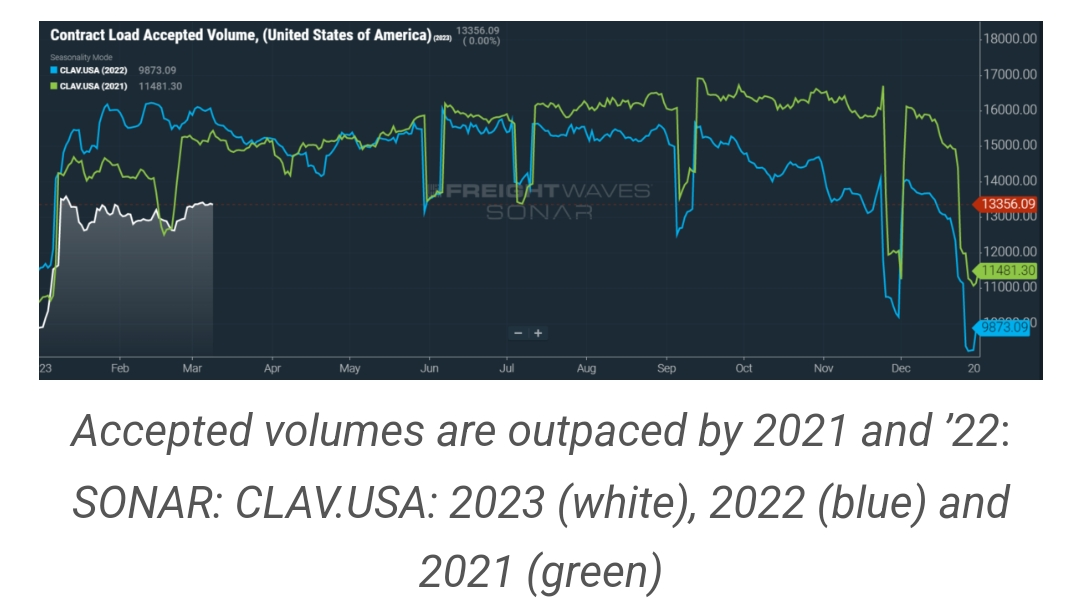 Contract Load Accepted Volume, (United States of America) (2023) 13356.09
( 0.00%)
Seasonality Mode
CLAV.USA (2022) 9873.09
CLAV.USA (2021) 11481.30
18000.00
17000.00
16000.00
15000.00
14000.00
13356.09
13000.00
12000.00
11481.30
11000.00
9873.09
FREIGHTWAVES
SONAR
− +
23 Feb Mar Apr May Jun Jul Aug Sep Oct Nov Dec 20
Accepted volumes are outpaced by 2021 and ’22:
SONAR: CLAV.USA: 2023 (white), 2022 (blue) and
2021 (green)